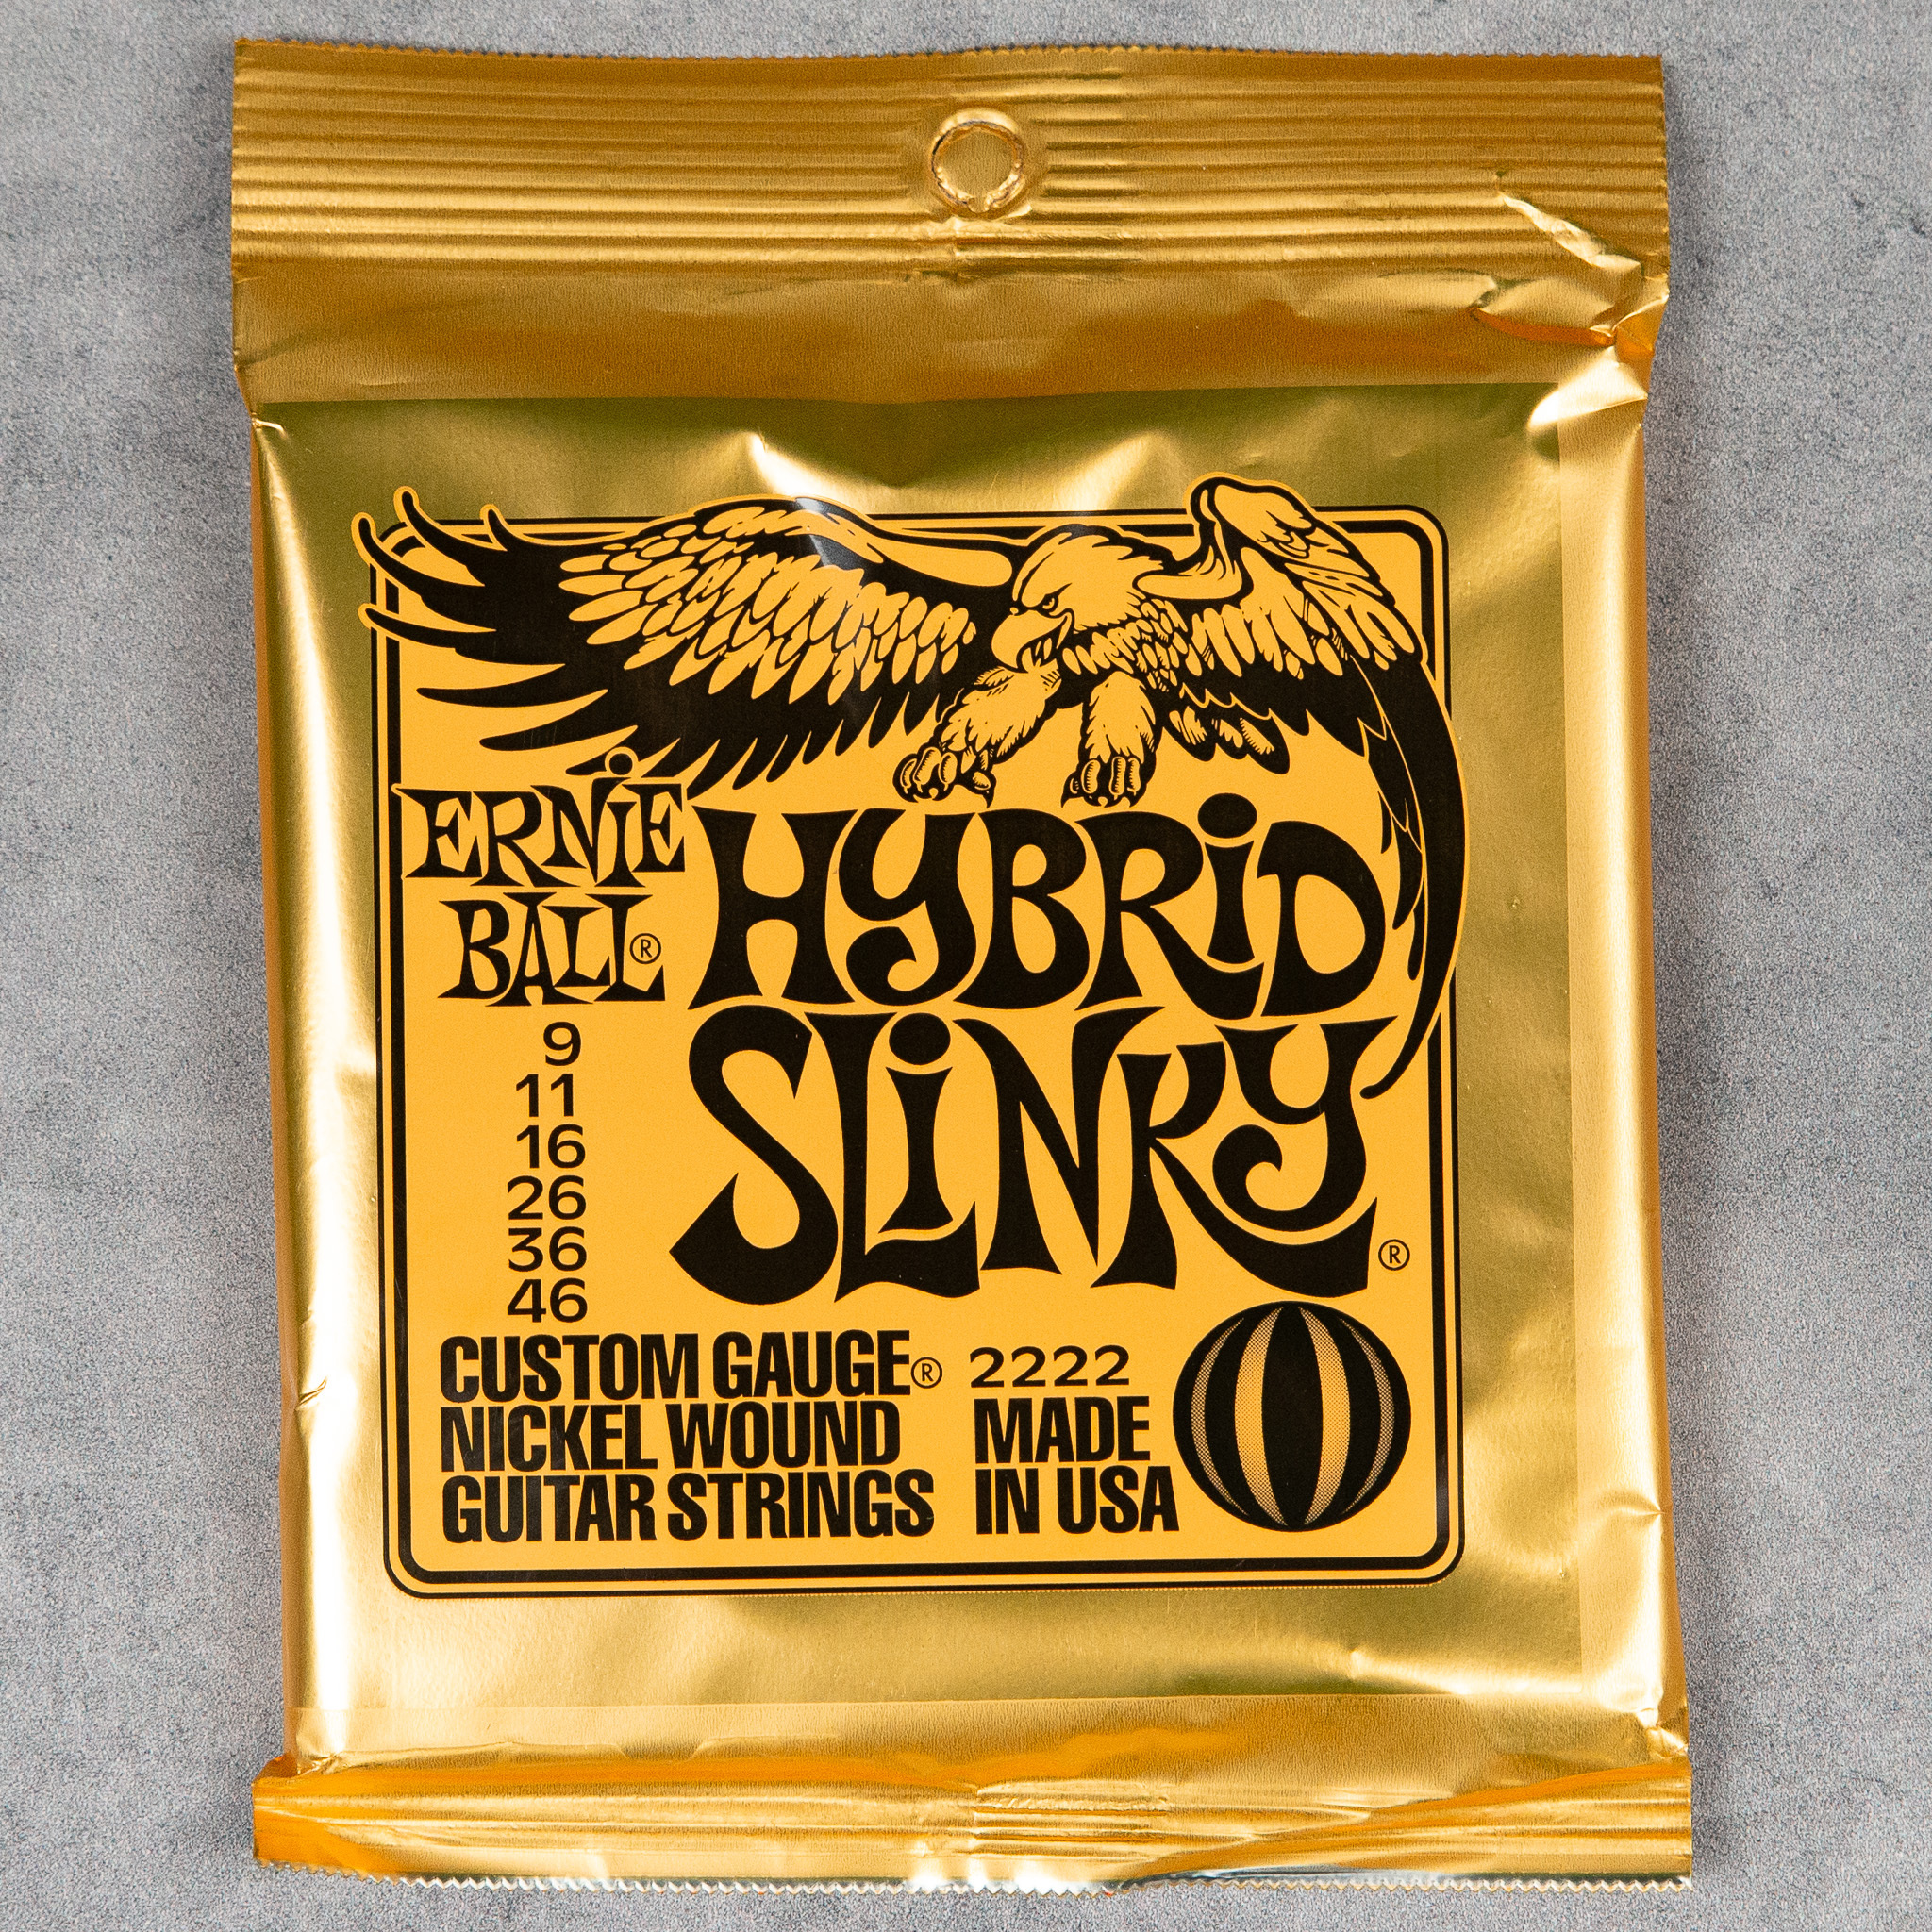 ERNiE
BALL®
HYBRiD
SLiNKY®
9
11
16
26
36
46
CUSTOM GAUGE®
NICKEL WOUND
GUITAR STRINGS
2222
MADE
IN USA